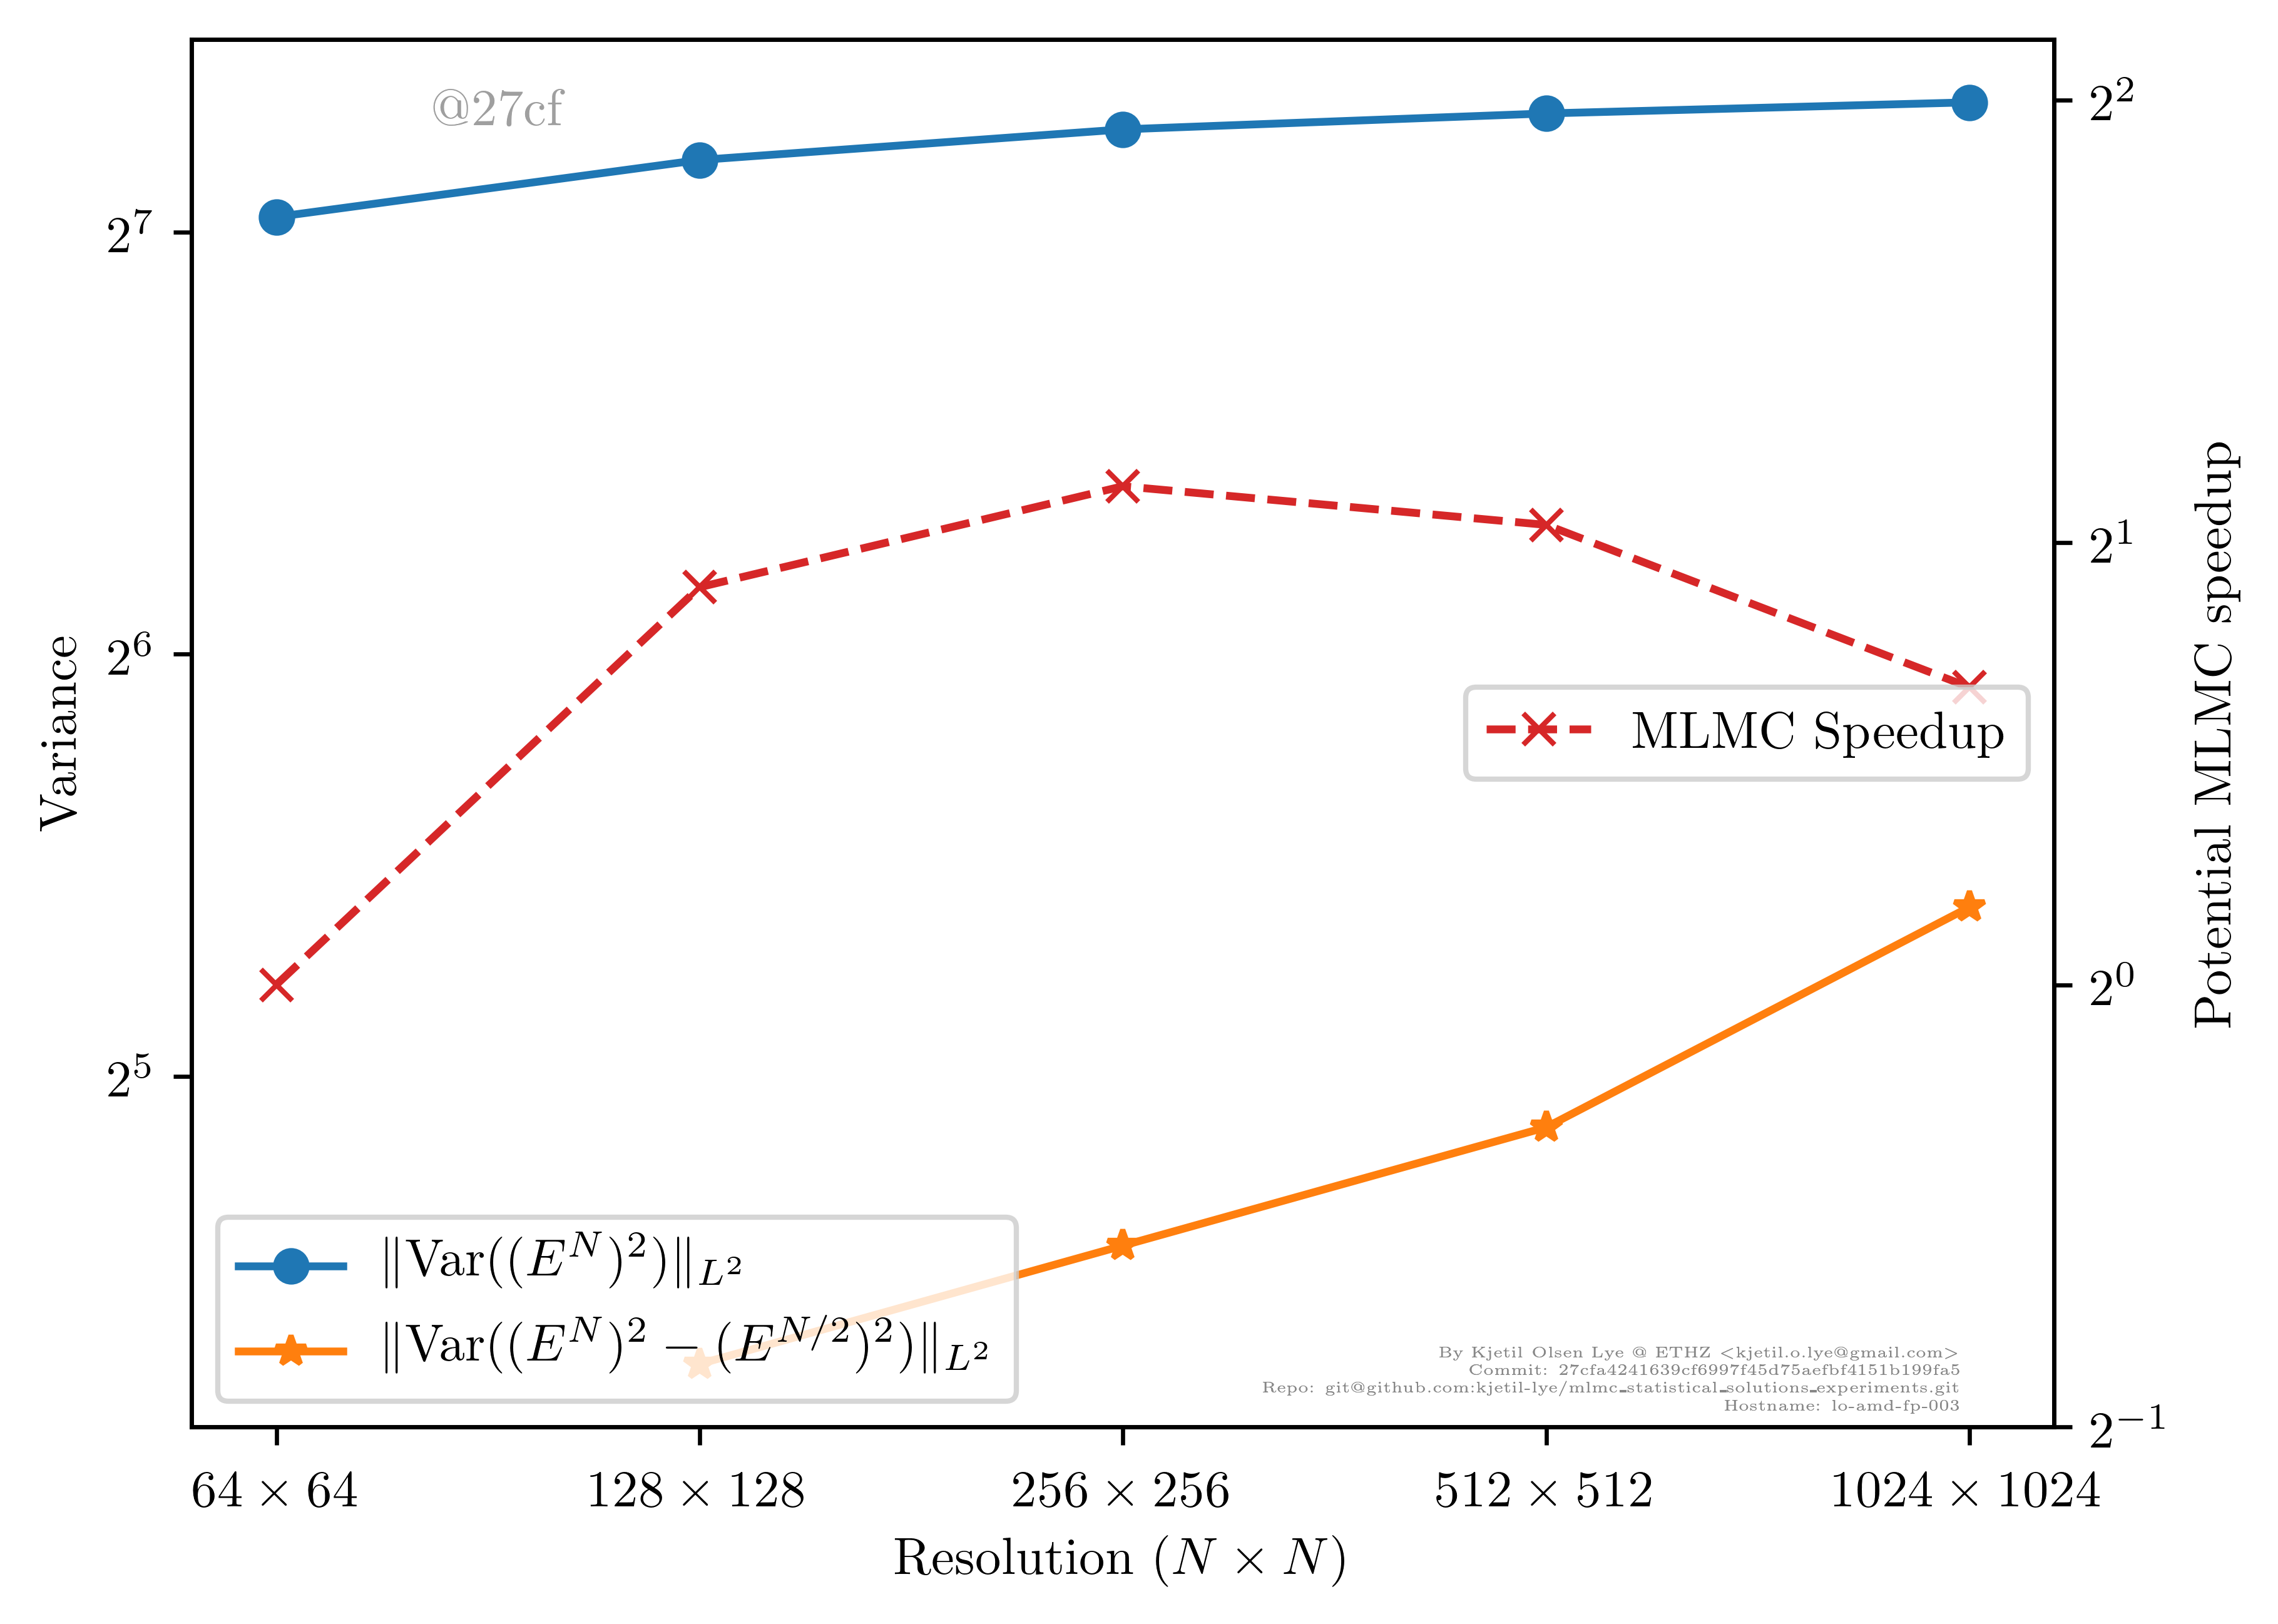 @27cf
2^7
2^6
2^5
Variance
2^2
2^1
2^0
2^{-1}
Potential MLMC speedup
MLMC Speedup
‖Var((E^N)^2)‖_{L^2}
‖Var((E^N)^2 − (E^{N/2})^2)‖_{L^2}
By Kjetil Olsen Lye @ ETHZ <kjetil.o.lye@gmail.com>
Commit: 27cfa4241639cf6997f45d75aefbf4151b199fa5
Repo: git@github.com:kjetil-lye/mlmc_statistical_solutions_experiments.git
Hostname: lo-amd-fp-003
64 × 64 128 × 128 256 × 256 512 × 512 1024 × 1024
Resolution (N × N)